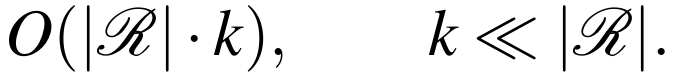 O(|ℛ| · k), k ≪ |ℛ|.